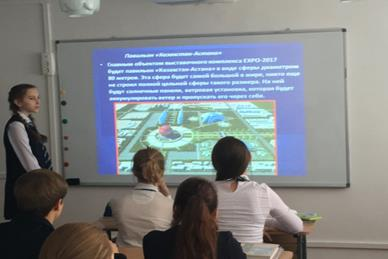 Павильон «Казахстан-Астана»
• Главным объектом выставочного комплекса EXPO-2017
будет павильон «Казахстан-Астана» в виде сферы диаметром
80 метров. Эта сфера будет самой большой в мире, никто еще
не строил полной целой сферы такого размера. На ней
будут солнечные панели, ветровая установка, которая будет
аккумулировать ветер и пропускать его через себя.